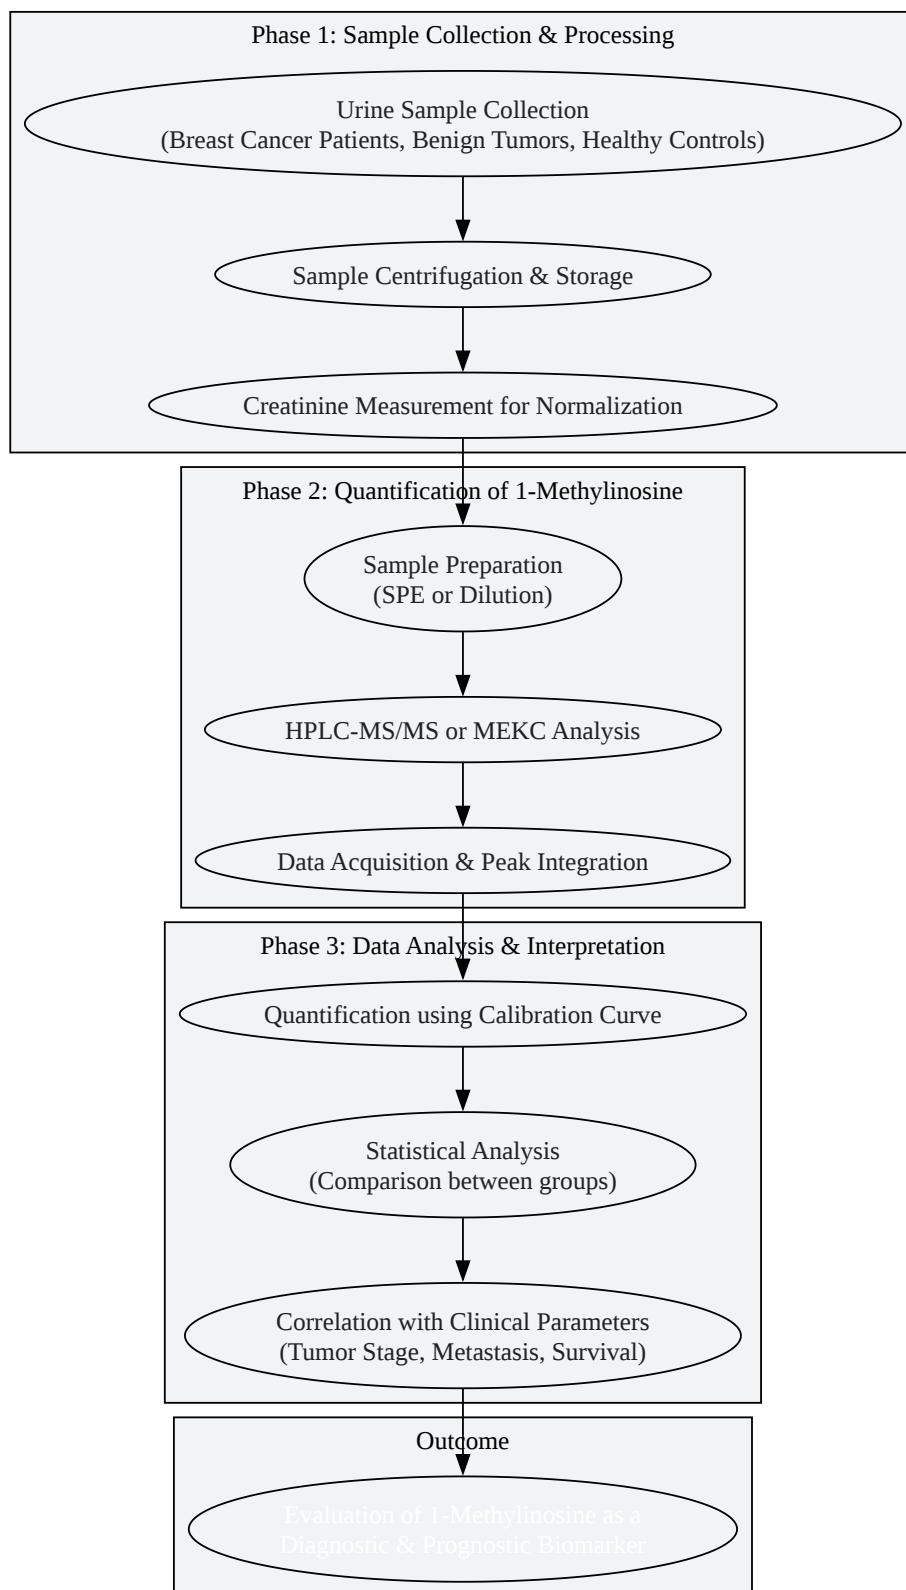 Phase 1: Sample Collection & Processing
Urine Sample Collection
(Breast Cancer Patients, Benign Tumors, Healthy Controls)
Sample Centrifugation & Storage
Creatinine Measurement for Normalization
Phase 2: Quantification of 1-Methylinosine
Sample Preparation
(SPE or Dilution)
HPLC-MS/MS or MEKC Analysis
Data Acquisition & Peak Integration
Phase 3: Data Analysis & Interpretation
Quantification using Calibration Curve
Statistical Analysis
(Comparison between groups)
Correlation with Clinical Parameters
(Tumor Stage, Metastasis, Survival)
Outcome
Evaluation of 1-Methylinosine as a
Diagnostic & Prognostic Biomarker